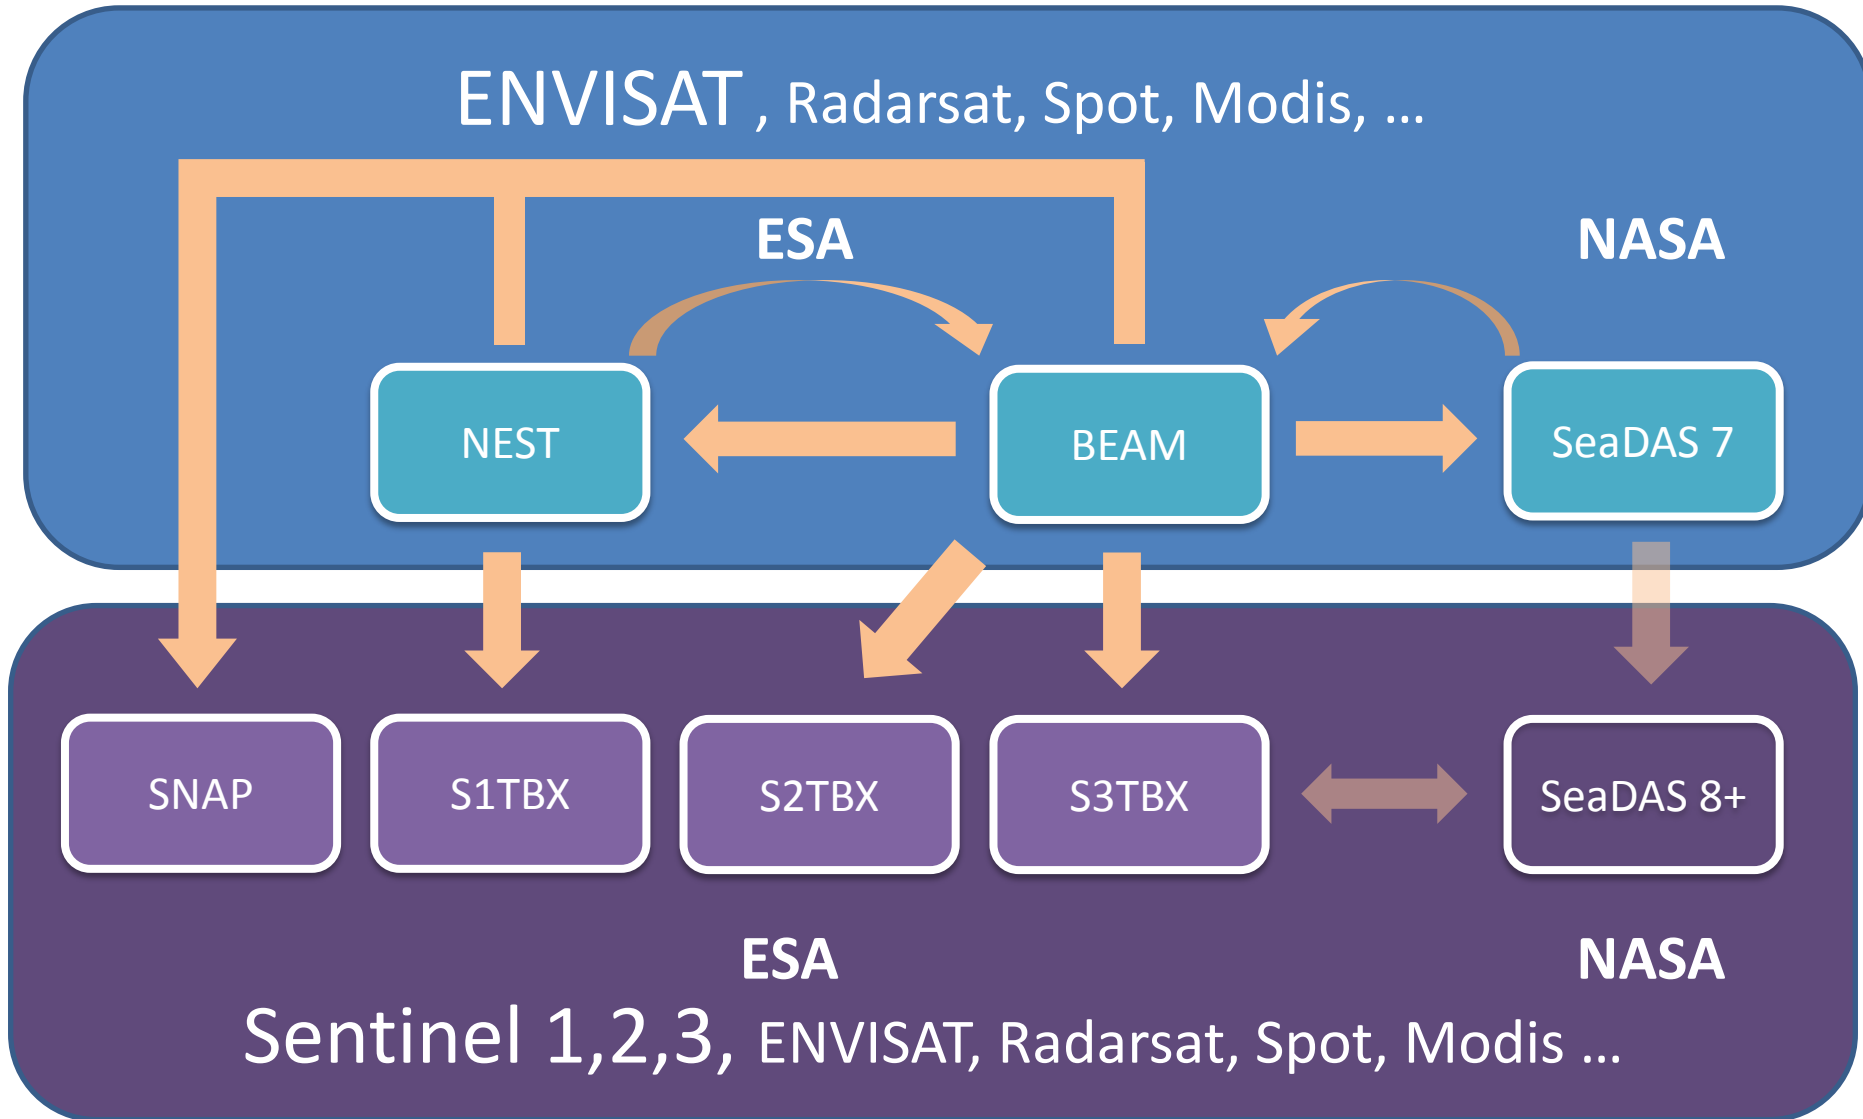 ENVISAT, Radarsat, Spot, Modis, ...
ESA
NASA
NEST
BEAM
SeaDAS 7
SNAP
S1TBX
S2TBX
S3TBX
SeaDAS 8+
ESA
NASA
Sentinel 1,2,3, ENVISAT, Radarsat, Spot, Modis ...